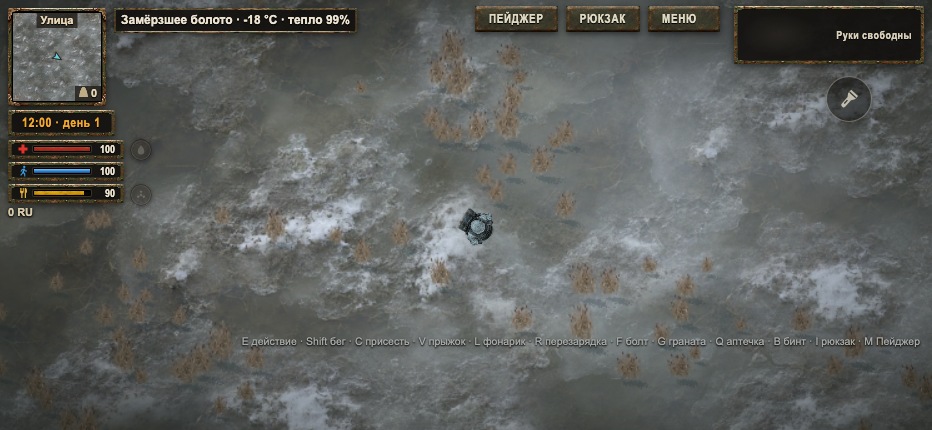 Улица
Замёрзшее болото · -18 °C · тепло 99%
ПЕЙДЖЕР
РЮКЗАК
МЕНЮ
Руки свободны
0
12:00 · день 1
100
100
90
0 RU
E действие · Shift бег · C присесть · V прыжок · L фонарик · R перезарядка · F болт · G граната · Q аптечка · B бинт · I рюкзак · M Пейджер